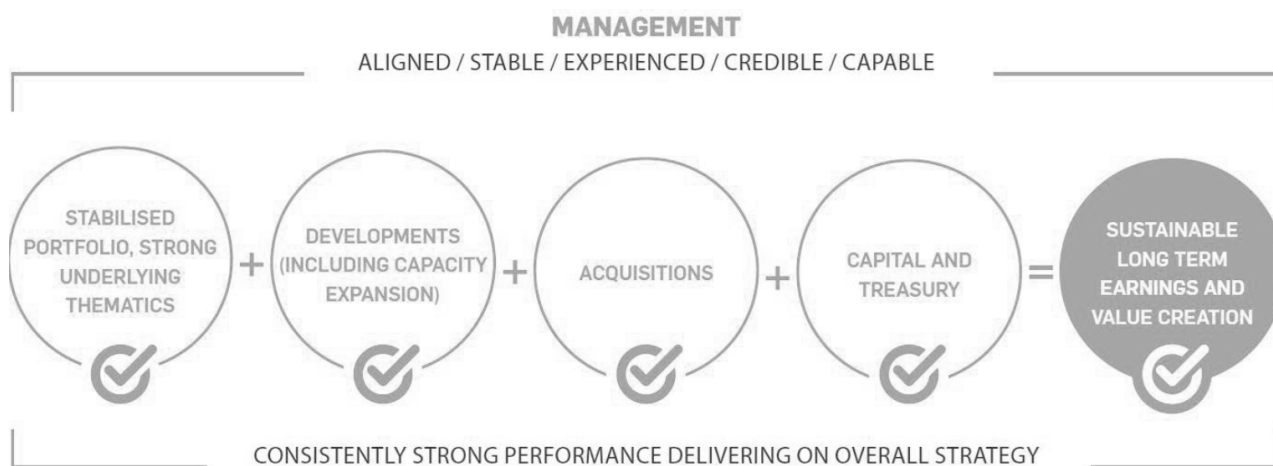 MANAGEMENT
ALIGNED / STABLE / EXPERIENCED / CREDIBLE / CAPABLE
STABILISED
PORTFOLIO, STRONG
UNDERLYING
THEMATICS
+
DEVELOPMENTS
(INCLUDING CAPACITY
EXPANSION)
+
ACQUISITIONS
+
CAPITAL AND
TREASURY
=
SUSTAINABLE
LONG TERM
EARNINGS AND
VALUE CREATION
CONSISTENTLY STRONG PERFORMANCE DELIVERING ON OVERALL STRATEGY